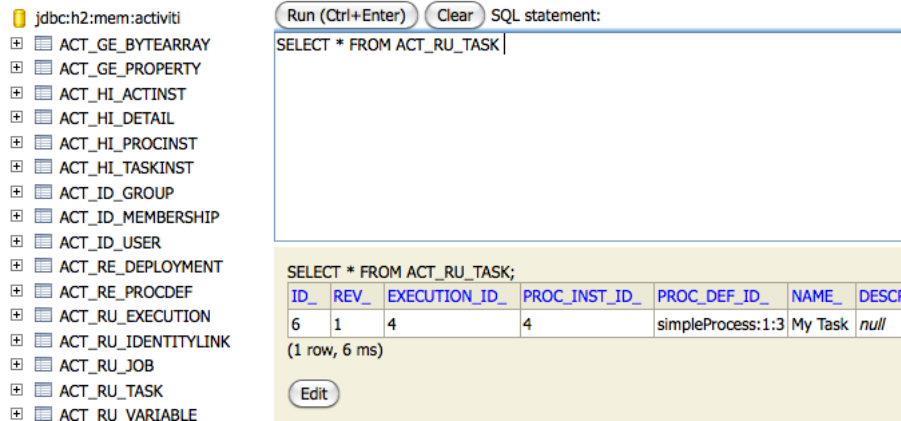 jdbc:h2:mem:activiti
ACT_GE_BYTEARRAY
ACT_GE_PROPERTY
ACT_HI_ACTINST
ACT_HI_DETAIL
ACT_HI_PROCINST
ACT_HI_TASKINST
ACT_ID_GROUP
ACT_ID_MEMBERSHIP
ACT_ID_USER
ACT_RE_DEPLOYMENT
ACT_RE_PROCDEF
ACT_RU_EXECUTION
ACT_RU_IDENTITYLINK
ACT_RU_JOB
ACT_RU_TASK
ACT_RU_VARIABLE
Run (Ctrl+Enter) Clear SQL statement:
SELECT * FROM ACT_RU_TASK
SELECT * FROM ACT_RU_TASK;
ID_ REV_ EXECUTION_ID_ PROC_INST_ID_ PROC_DEF_ID_ NAME_ DESCR
6 1 4 4 simpleProcess:1:3 My Task null
(1 row, 6 ms)
Edit